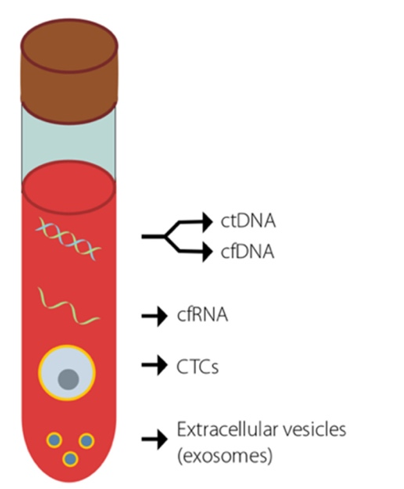 ctDNA
cfDNA
cfRNA
CTCs
Extracellular vesicles
(exosomes)